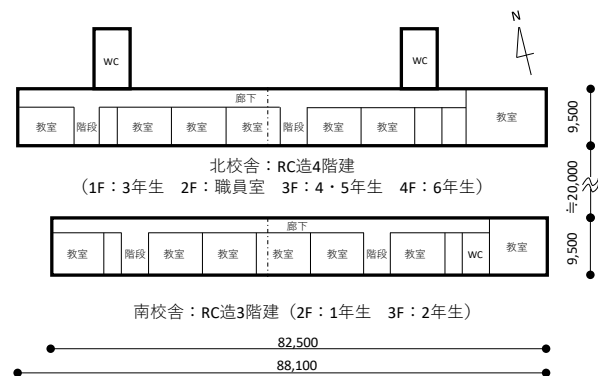 N
WC
WC
廊下
教室
階段
教室
教室
教室
階段
教室
教室
教室
9,500
北校舎：RC造4階建
（1F：3年生 2F：職員室 3F：4・5年生 4F：6年生）
≒20,000
廊下
教室
階段
教室
教室
教室
教室
階段
教室
WC
教室
9,500
南校舎：RC造3階建（2F：1年生 3F：2年生）
82,500
88,100